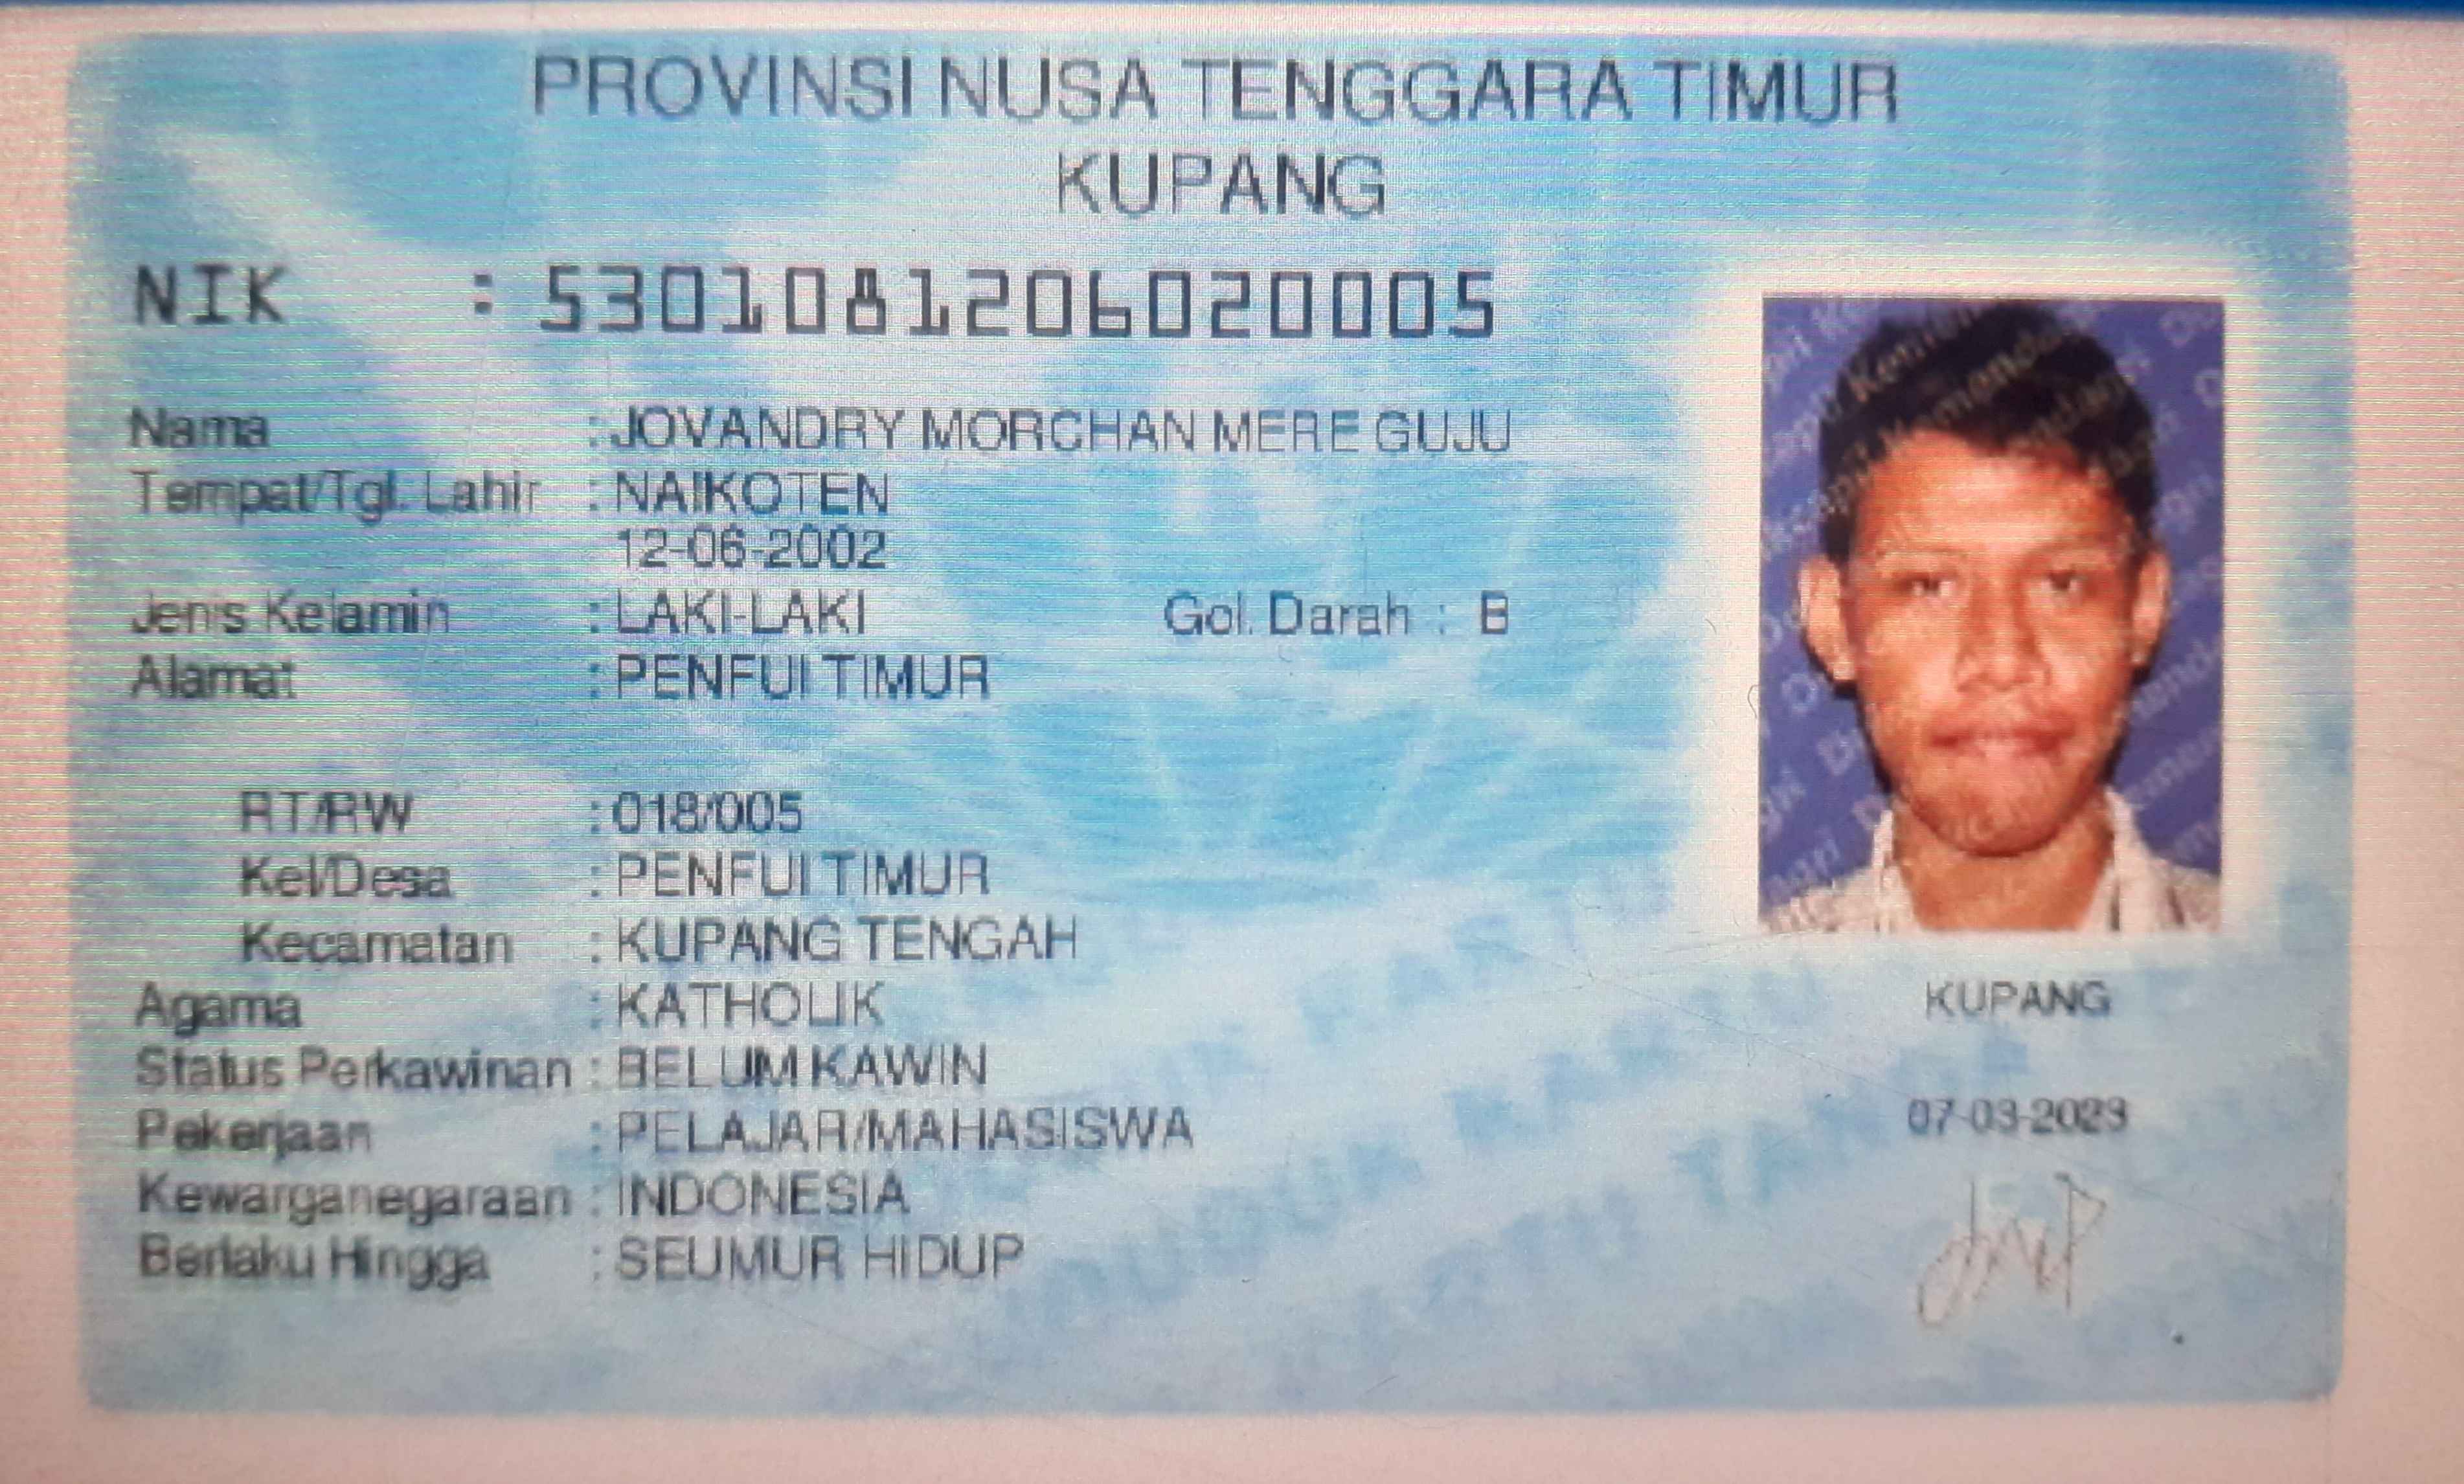 PROVINSI NUSA TENGGARA TIMUR
KUPANG
NIK : 5301081206020005
Nama : JOVANDRY MORCHAN MERE GUJU
Tempat/Tgl. Lahir : NAIKOTEN
12-06-2002
Jenis Kelamin : LAKI-LAKI Gol. Darah : B
Alamat : PENFUI TIMUR
RT/RW : 018/005
Kel/Desa : PENFUI TIMUR
Kecamatan : KUPANG TENGAH
Agama : KATHOLIK
Status Perkawinan : BELUM KAWIN
Pekerjaan : PELAJAR/MAHASISWA
Kewarganegaraan : INDONESIA
Berlaku Hingga : SEUMUR HIDUP
KUPANG
07-03-2023